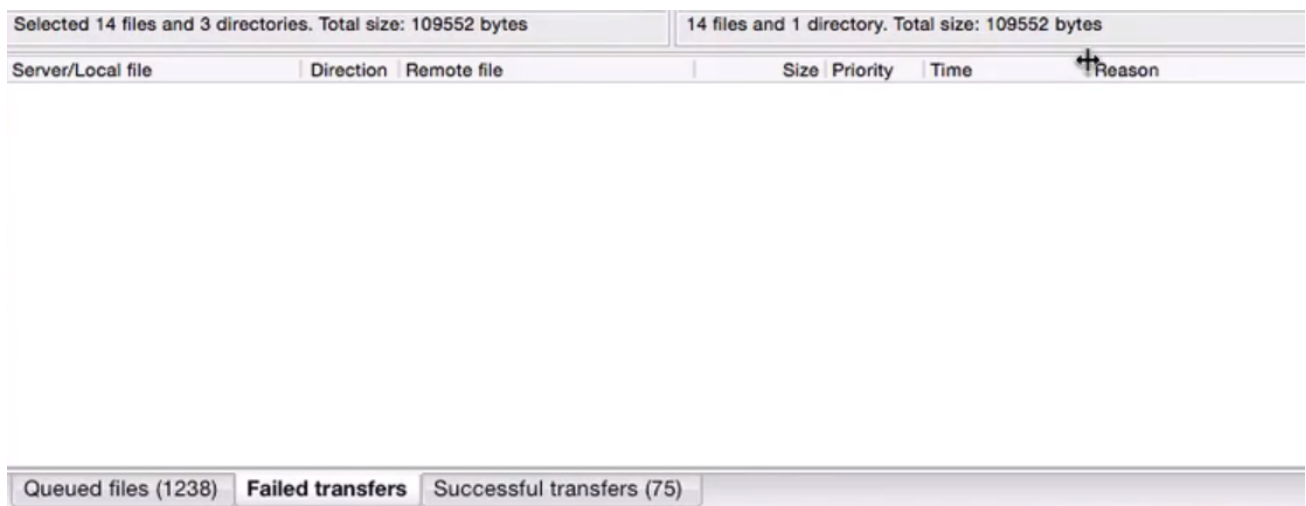 Selected 14 files and 3 directories. Total size: 109552 bytes
14 files and 1 directory. Total size: 109552 bytes
Server/Local file Direction Remote file Size Priority Time Reason
Queued files (1238) Failed transfers Successful transfers (75)